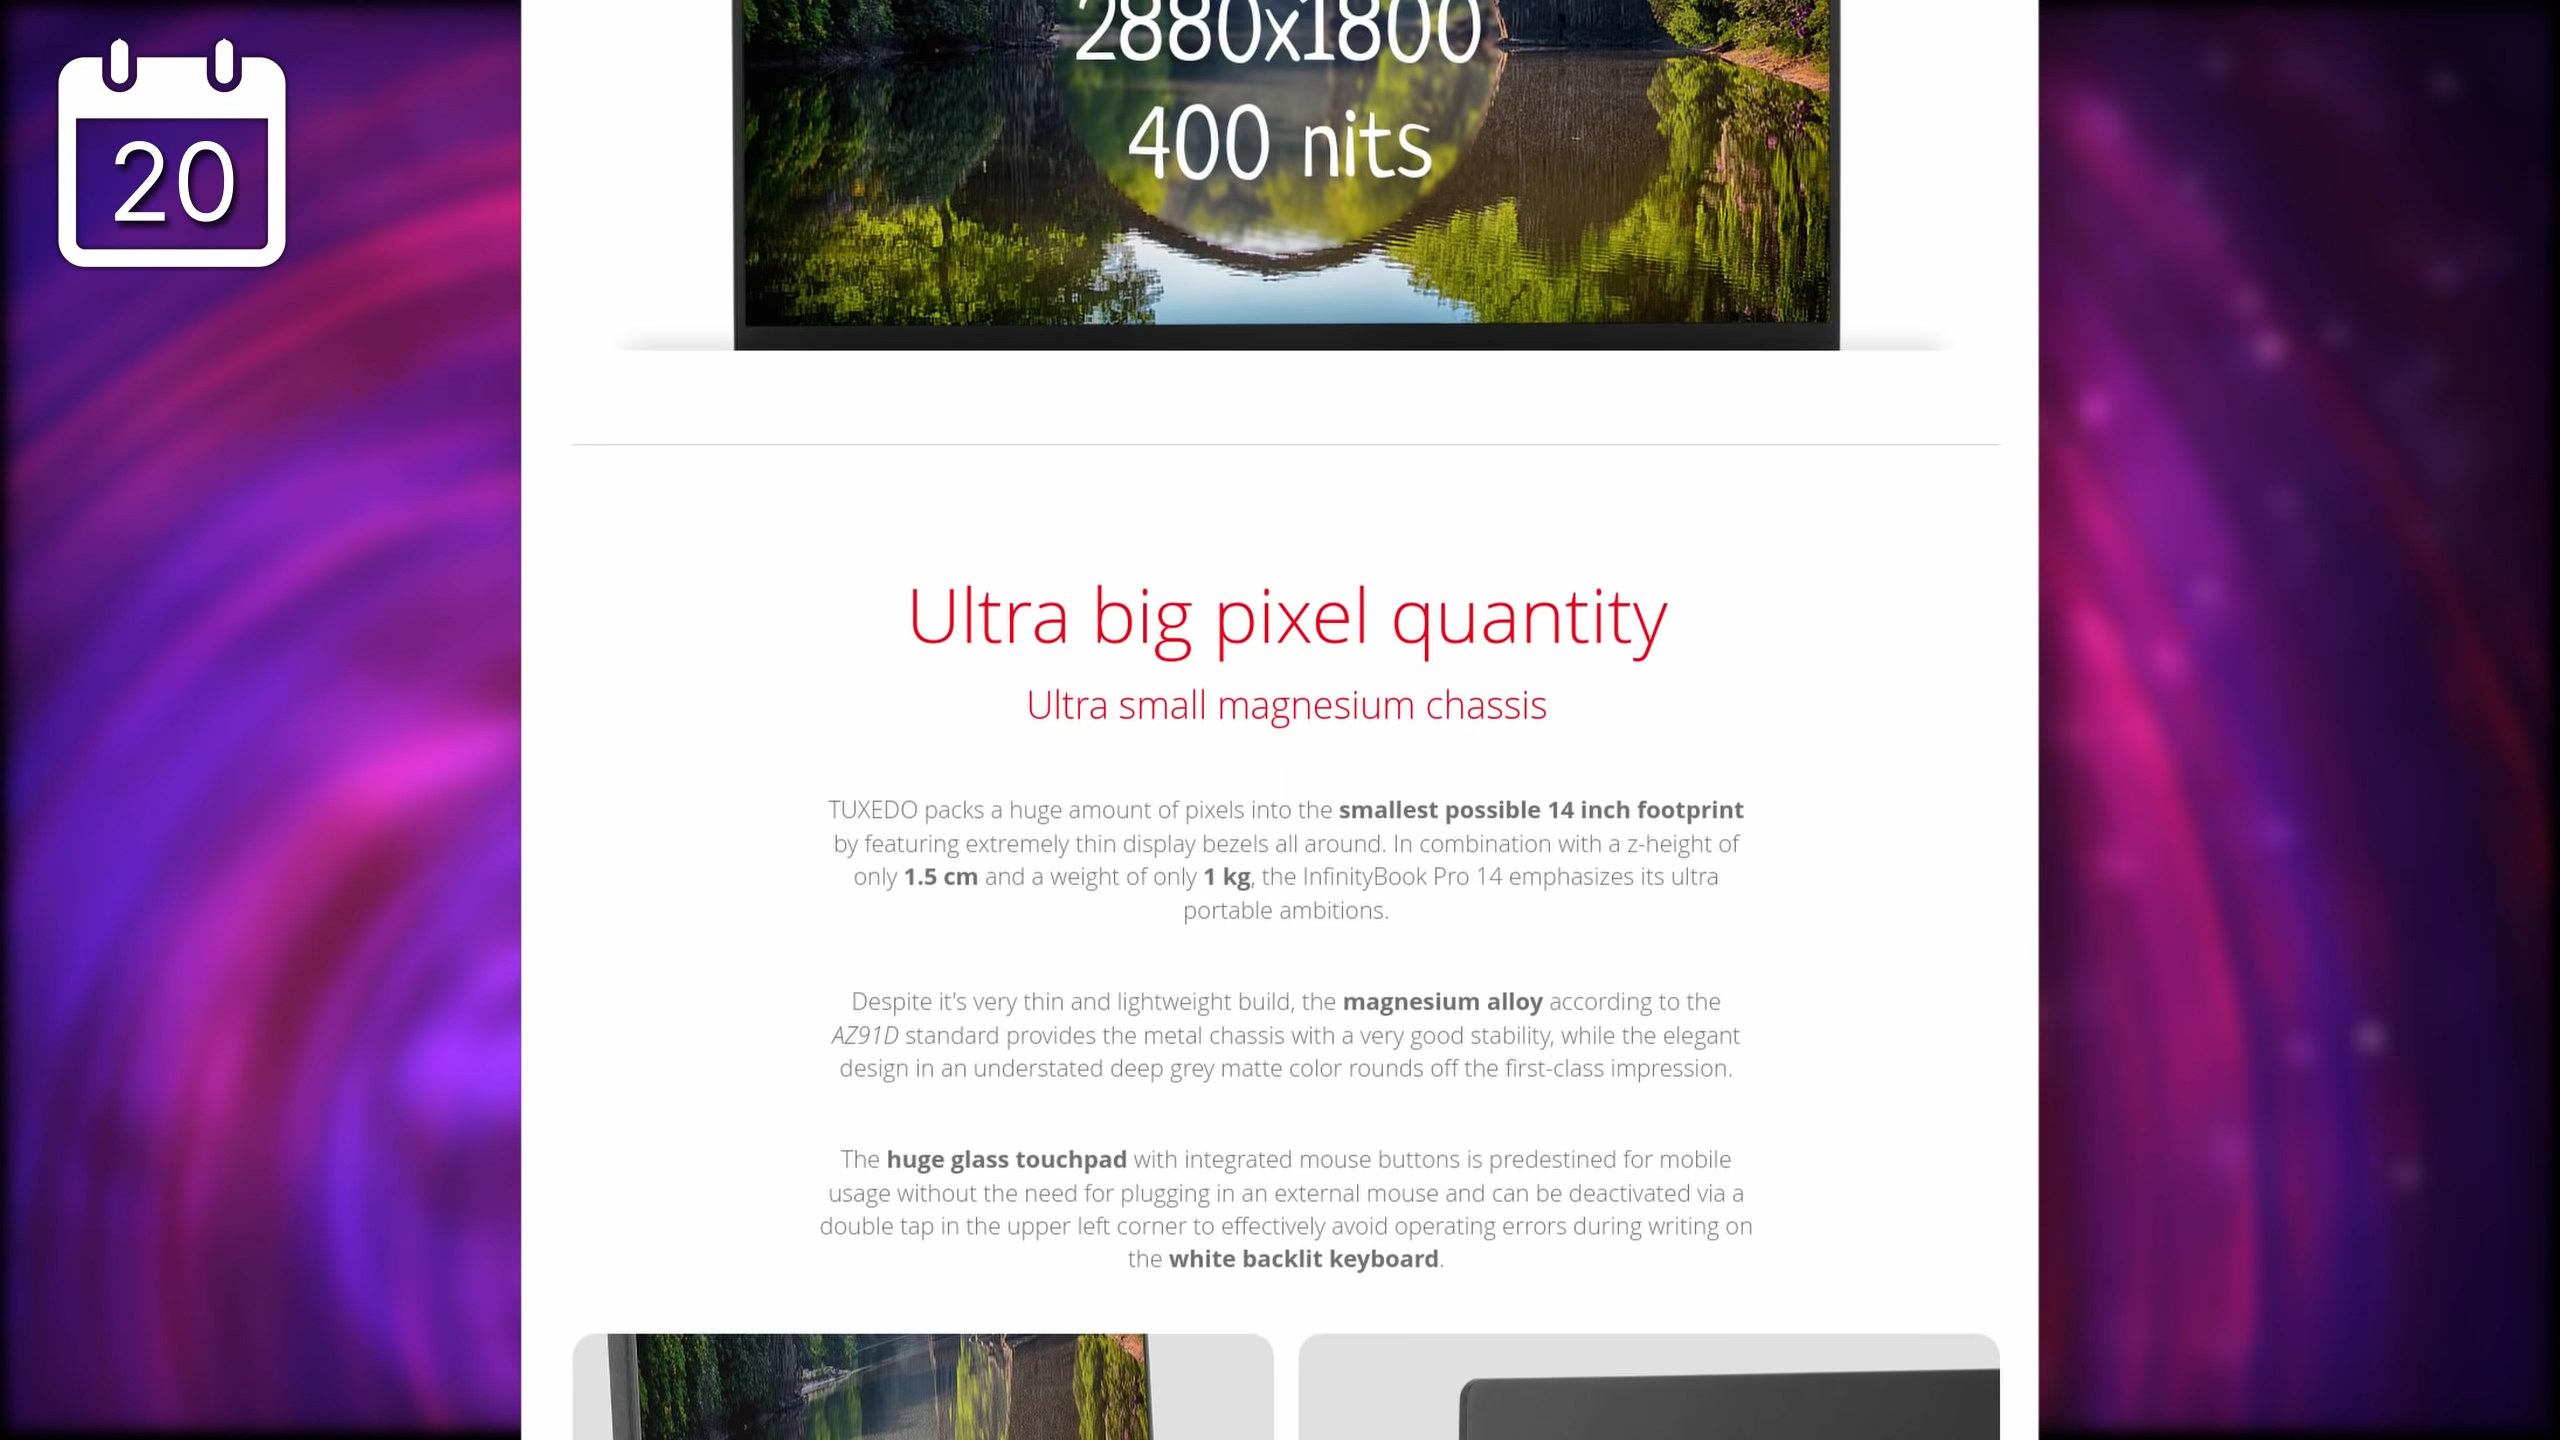 20
2880x1800
400 nits
Ultra big pixel quantity
Ultra small magnesium chassis
TUXEDO packs a huge amount of pixels into the smallest possible 14 inch footprint
by featuring extremely thin display bezels all around. In combination with a z-height of
only 1.5 cm and a weight of only 1 kg, the InfinityBook Pro 14 emphasizes its ultra
portable ambitions.
Despite it's very thin and lightweight build, the magnesium alloy according to the
AZ91D standard provides the metal chassis with a very good stability, while the elegant
design in an understated deep grey matte color rounds off the first-class impression.
The huge glass touchpad with integrated mouse buttons is predestined for mobile
usage without the need for plugging in an external mouse and can be deactivated via a
double tap in the upper left corner to effectively avoid operating errors during writing on
the white backlit keyboard.